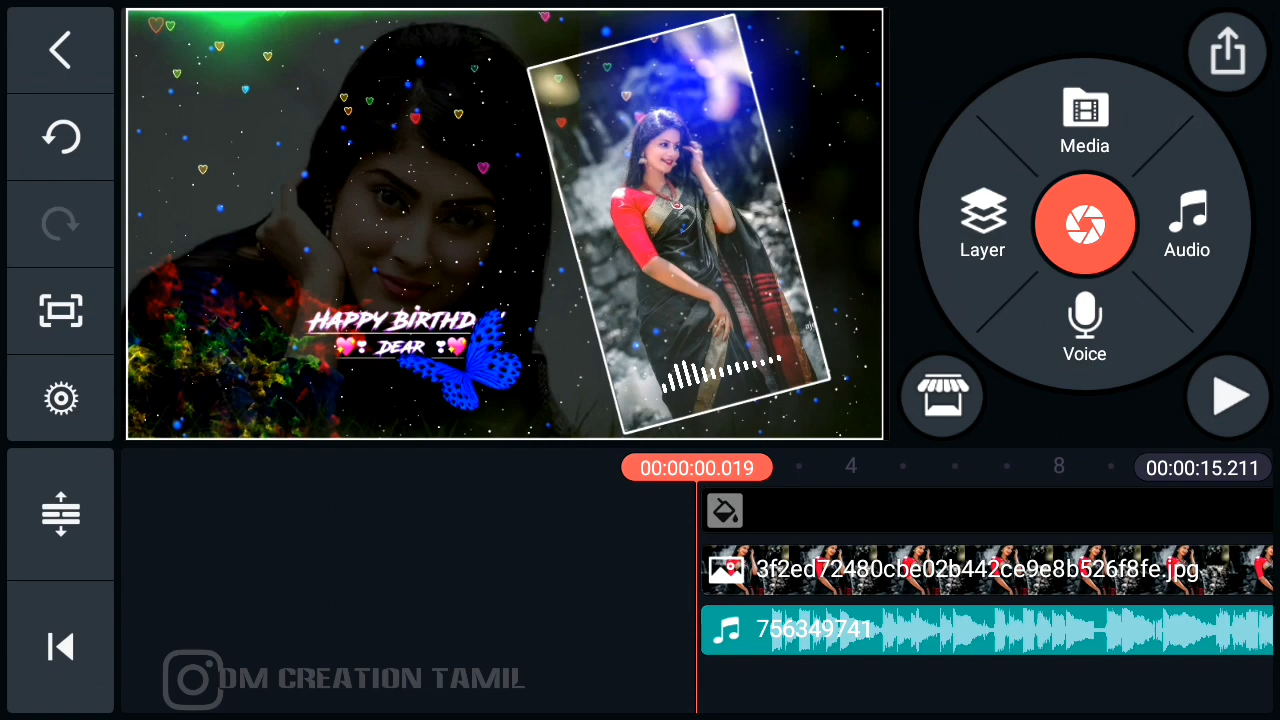 Media
Layer
Audio
Voice
HAPPY BIRTHD
DEAR
00:00:00.019
4
8
00:00:15.211
3f2ed72480cbe02b442ce9e8b526f8fe.jpg
756349741
DM CREATION TAMIL